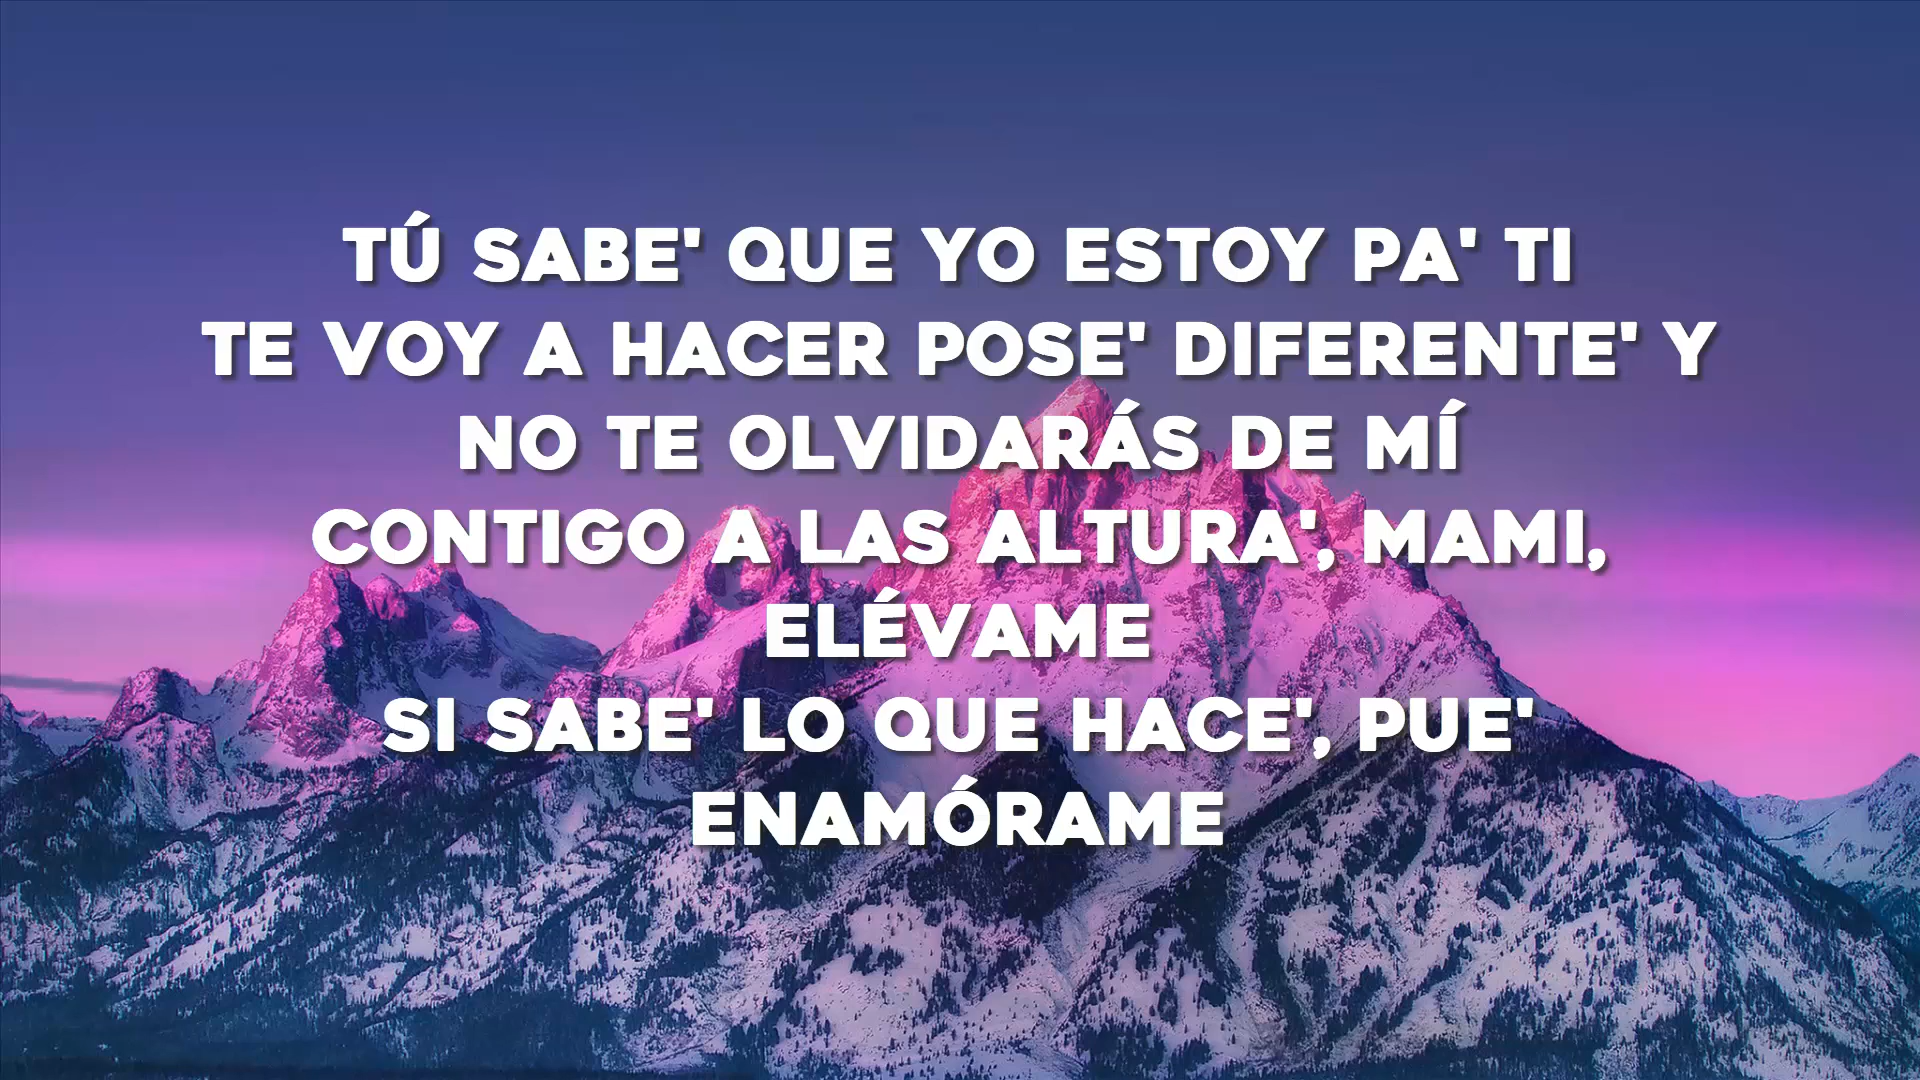 TÚ SABE' QUE YO ESTOY PA' TI
TE VOY A HACER POSE' DIFERENTE' Y
NO TE OLVIDARÁS DE MÍ
CONTIGO A LAS ALTURA', MAMI,
ELÉVAME
SI SABE' LO QUE HACE', PUE'
ENAMÓRAME